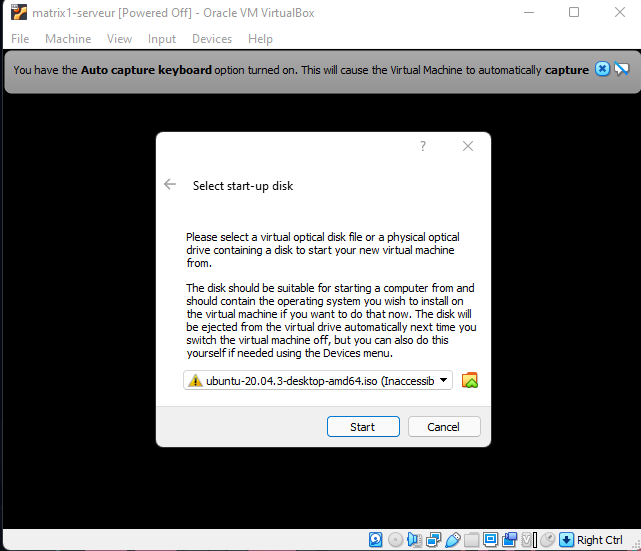 matrix1-serveur [Powered Off] - Oracle VM VirtualBox
File Machine View Input Devices Help
You have the Auto capture keyboard option turned on. This will cause the Virtual Machine to automatically capture
?
Select start-up disk
Please select a virtual optical disk file or a physical optical
drive containing a disk to start your new virtual machine
from.
The disk should be suitable for starting a computer from and
should contain the operating system you wish to install on
the virtual machine if you want to do that now. The disk will
be ejected from the virtual drive automatically next time you
switch the virtual machine off, but you can also do this
yourself if needed using the Devices menu.
ubuntu-20.04.3-desktop-amd64.iso (Inaccessib
Start Cancel
Right Ctrl